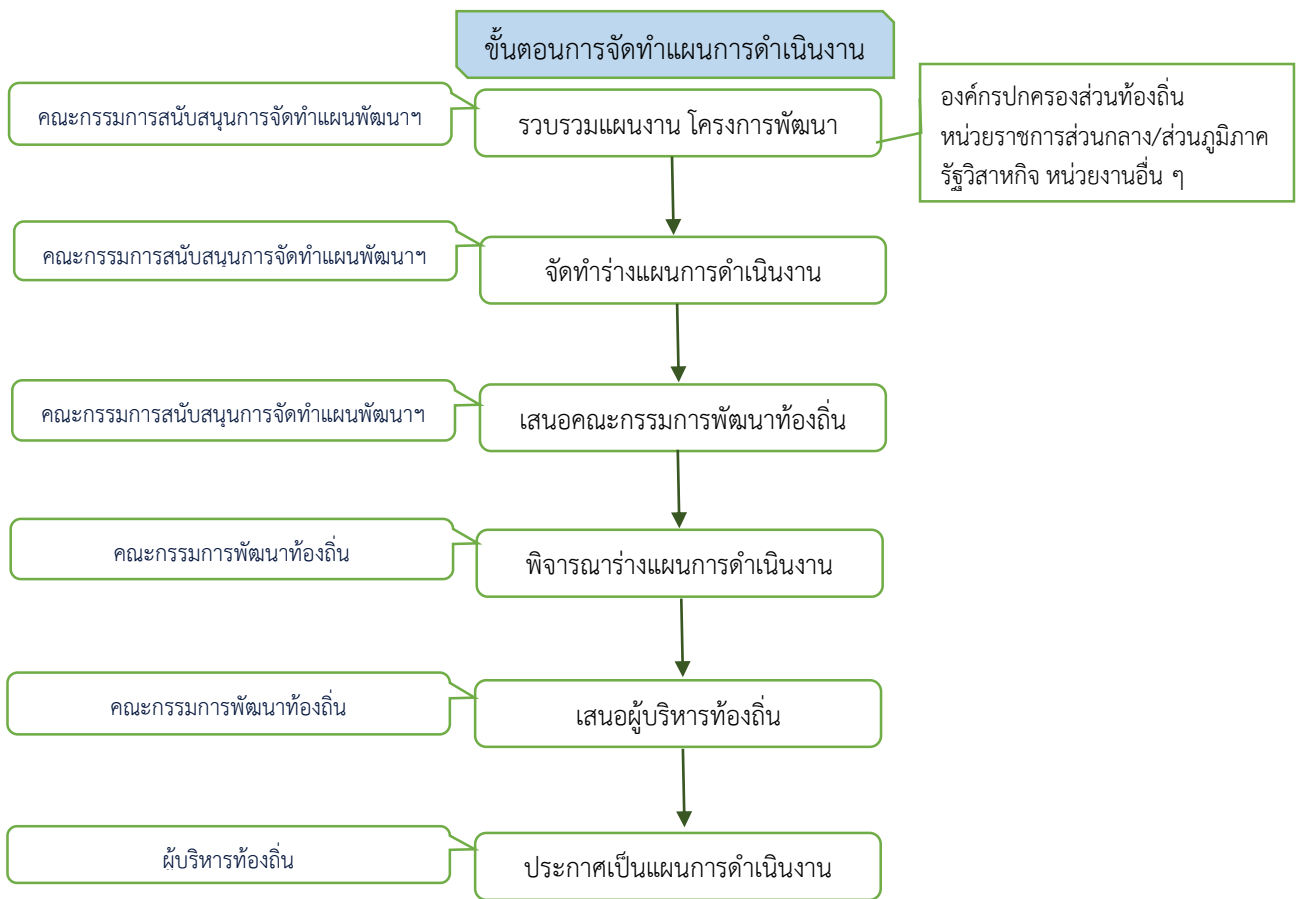 ขั้นตอนการจัดทำแผนการดำเนินงาน
คณะกรรมการสนับสนุนการจัดทำแผนพัฒนาฯ
รวบรวมแผนงาน โครงการพัฒนา
องค์กรปกครองส่วนท้องถิ่น
หน่วยราชการส่วนกลาง/ส่วนภูมิภาค
รัฐวิสาหกิจ หน่วยงานอื่น ๆ
คณะกรรมการสนับสนุนการจัดทำแผนพัฒนาฯ
จัดทำร่างแผนการดำเนินงาน
คณะกรรมการสนับสนุนการจัดทำแผนพัฒนาฯ
เสนอคณะกรรมการพัฒนาท้องถิ่น
คณะกรรมการพัฒนาท้องถิ่น
พิจารณาร่างแผนการดำเนินงาน
คณะกรรมการพัฒนาท้องถิ่น
เสนอผู้บริหารท้องถิ่น
ผู้บริหารท้องถิ่น
ประกาศเป็นแผนการดำเนินงาน